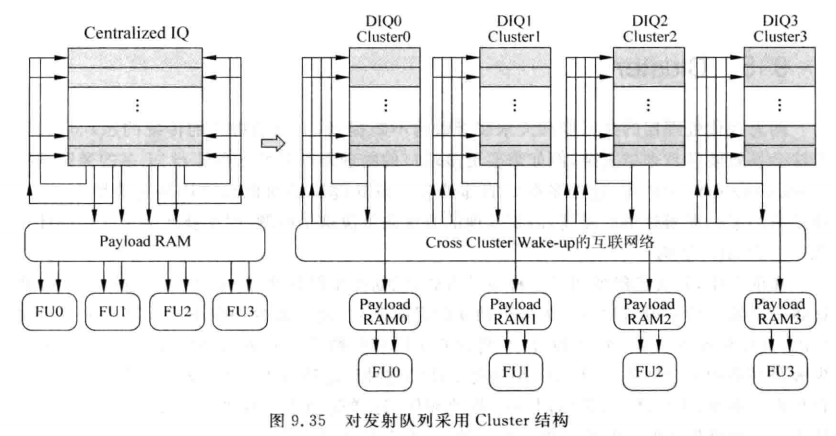 Centralized IQ
DIQ0
Cluster0
DIQ1
Cluster1
DIQ2
Cluster2
DIQ3
Cluster3
⋮
⋮
⋮
⋮
⋮
Payload RAM
Cross Cluster Wake-up的互联网络
FU0
FU1
FU2
FU3
Payload
RAM0
Payload
RAM1
Payload
RAM2
Payload
RAM3
FU0
FU1
FU2
FU3
图 9.35 对发射队列采用 Cluster 结构